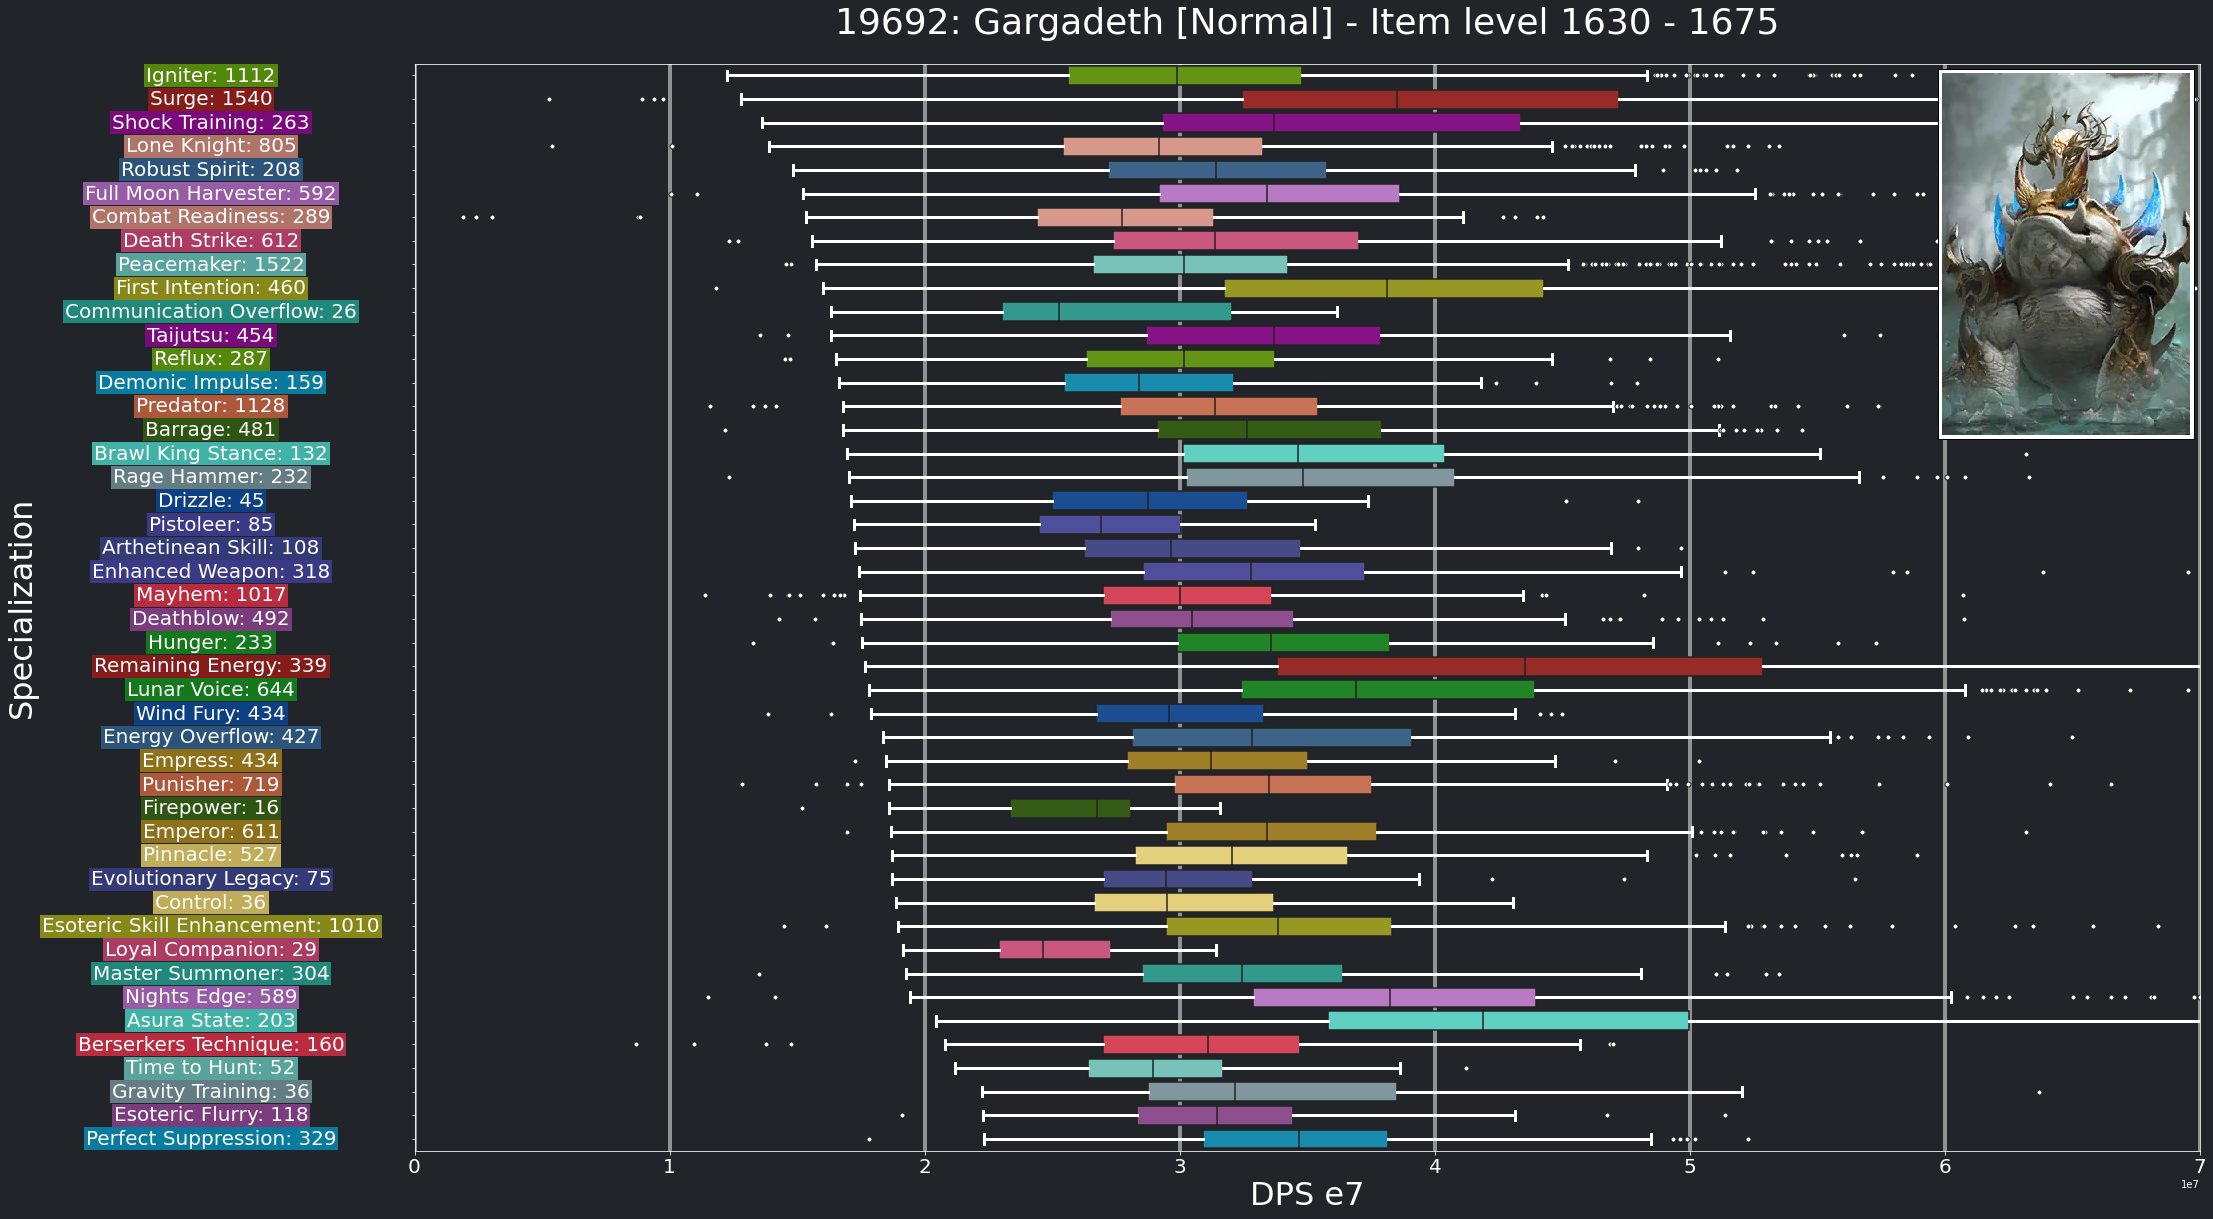 19692: Gargadeth [Normal] - Item level 1630 - 1675
Specialization
Igniter: 1112
Surge: 1540
Shock Training: 263
Lone Knight: 805
Robust Spirit: 208
Full Moon Harvester: 592
Combat Readiness: 289
Death Strike: 612
Peacemaker: 1522
First Intention: 460
Communication Overflow: 26
Taijutsu: 454
Reflux: 287
Demonic Impulse: 159
Predator: 1128
Barrage: 481
Brawl King Stance: 132
Rage Hammer: 232
Drizzle: 45
Pistoleer: 85
Arthetinean Skill: 108
Enhanced Weapon: 318
Mayhem: 1017
Deathblow: 492
Hunger: 233
Remaining Energy: 339
Lunar Voice: 644
Wind Fury: 434
Energy Overflow: 427
Empress: 434
Punisher: 719
Firepower: 16
Emperor: 611
Pinnacle: 527
Evolutionary Legacy: 75
Control: 36
Esoteric Skill Enhancement: 1010
Loyal Companion: 29
Master Summoner: 304
Nights Edge: 589
Asura State: 203
Berserkers Technique: 160
Time to Hunt: 52
Gravity Training: 36
Esoteric Flurry: 118
Perfect Suppression: 329
0 1 2 3 4 5 6 7
1e7
DPS e7